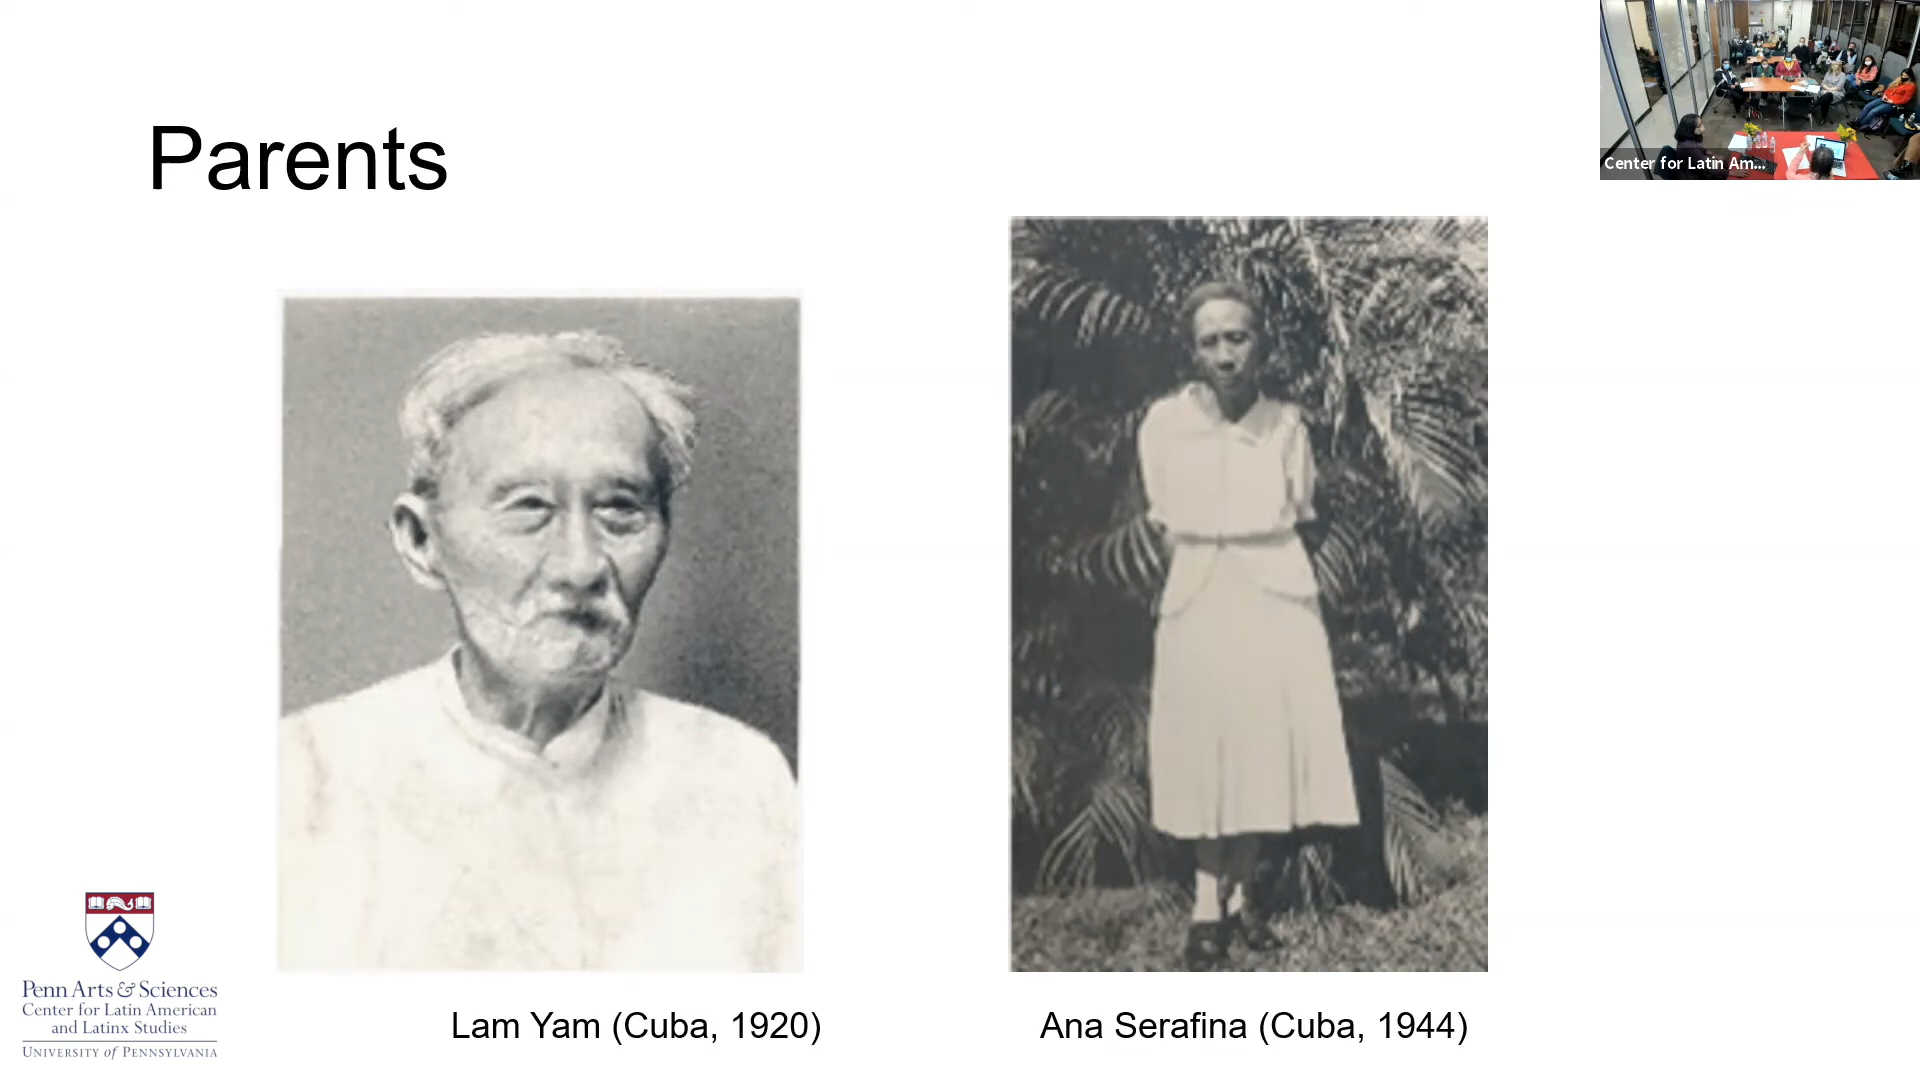 Parents
Center for Latin Am...
Lam Yam (Cuba, 1920)
Ana Serafina (Cuba, 1944)
Penn Arts & Sciences
Center for Latin American
and Latinx Studies
UNIVERSITY of PENNSYLVANIA